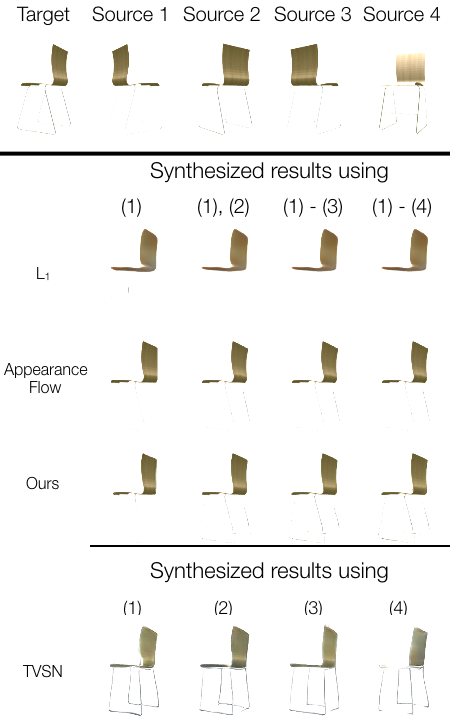 Target Source 1 Source 2 Source 3 Source 4
Synthesized results using
(1) (1), (2) (1) - (3) (1) - (4)
L₁
Appearance
Flow
Ours
Synthesized results using
(1) (2) (3) (4)
TVSN